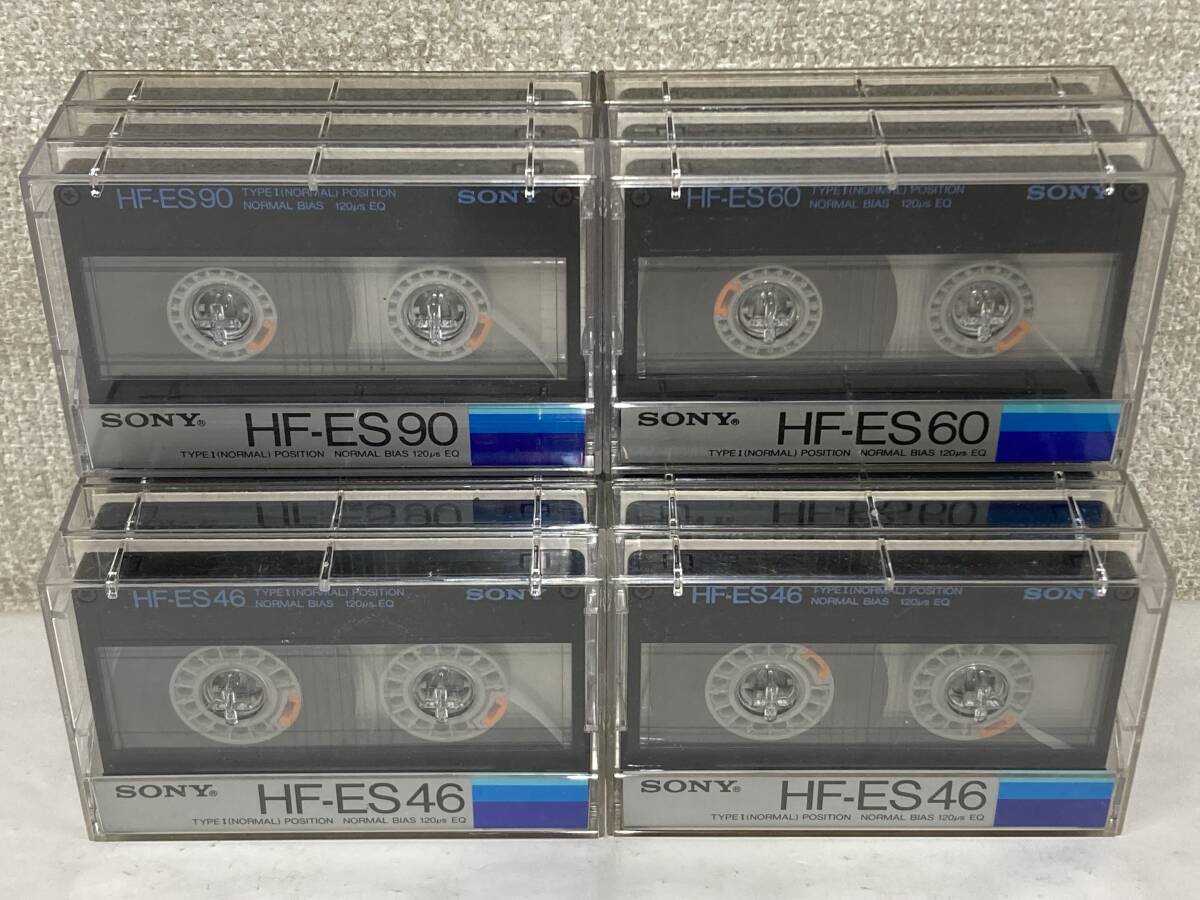 HF-ES90 TYPE I (NORMAL) POSITION SONY
NORMAL BIAS 120µs EQ
SONY® HF-ES90
TYPE I (NORMAL) POSITION NORMAL BIAS 120µs EQ
HF-ES60 TYPE I (NORMAL) POSITION SONY
NORMAL BIAS 120µs EQ
SONY® HF-ES60
TYPE I (NORMAL) POSITION NORMAL BIAS 120µs EQ
HF-ES90
HF-ES60
HF-ES46 TYPE I (NORMAL) POSITION SONY
NORMAL BIAS 120µs EQ
SONY® HF-ES46
TYPE I (NORMAL) POSITION NORMAL BIAS 120µs EQ
HF-ES46 TYPE I (NORMAL) POSITION SONY
NORMAL BIAS 120µs EQ
SONY® HF-ES46
TYPE I (NORMAL) POSITION NORMAL BIAS 120µs EQ